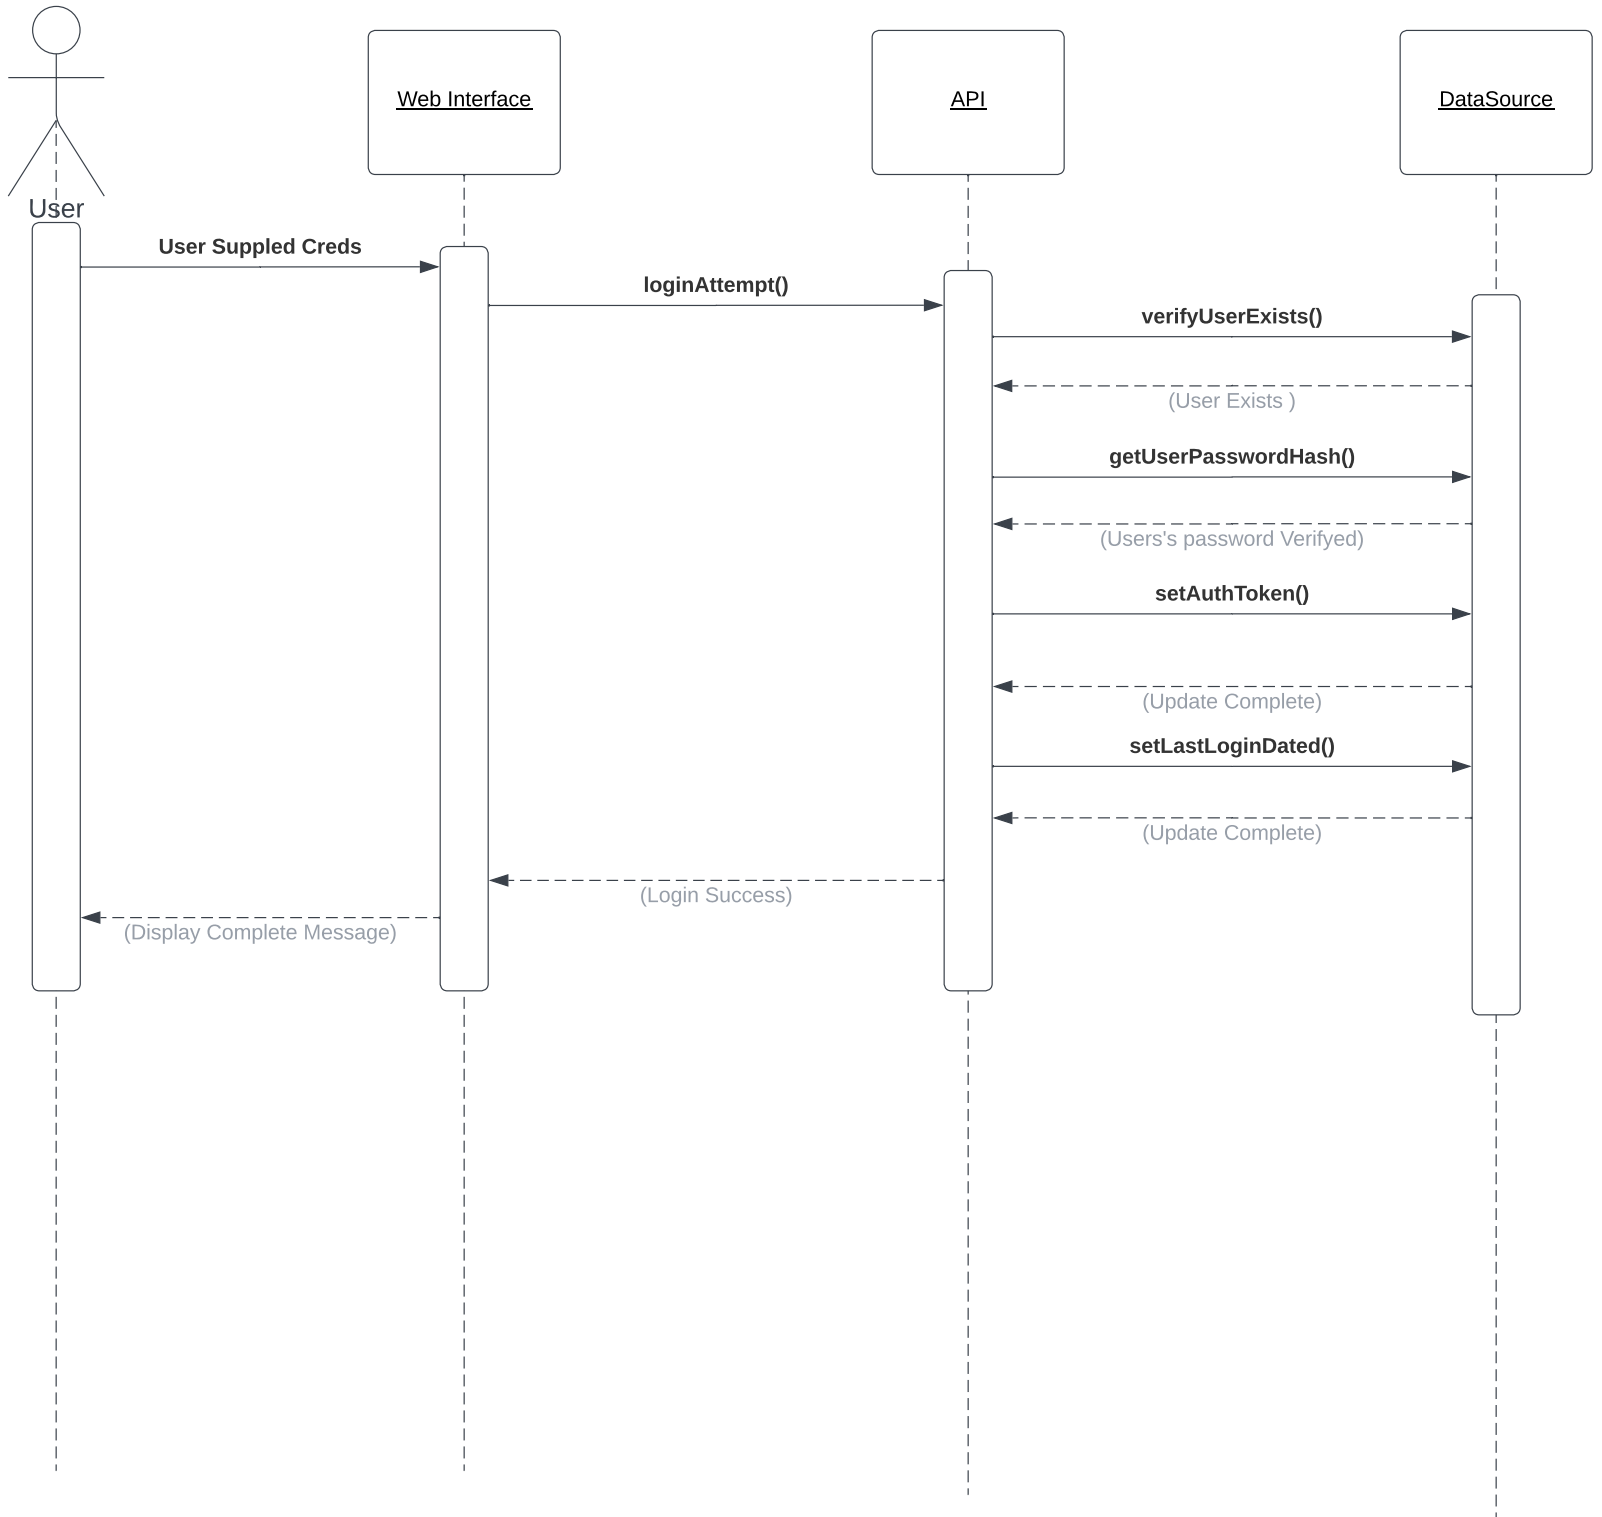 User
Web Interface
API
DataSource
User Suppled Creds
loginAttempt()
verifyUserExists()
(User Exists )
getUserPasswordHash()
(Users's password Verifyed)
setAuthToken()
(Update Complete)
setLastLoginDated()
(Update Complete)
(Login Success)
(Display Complete Message)